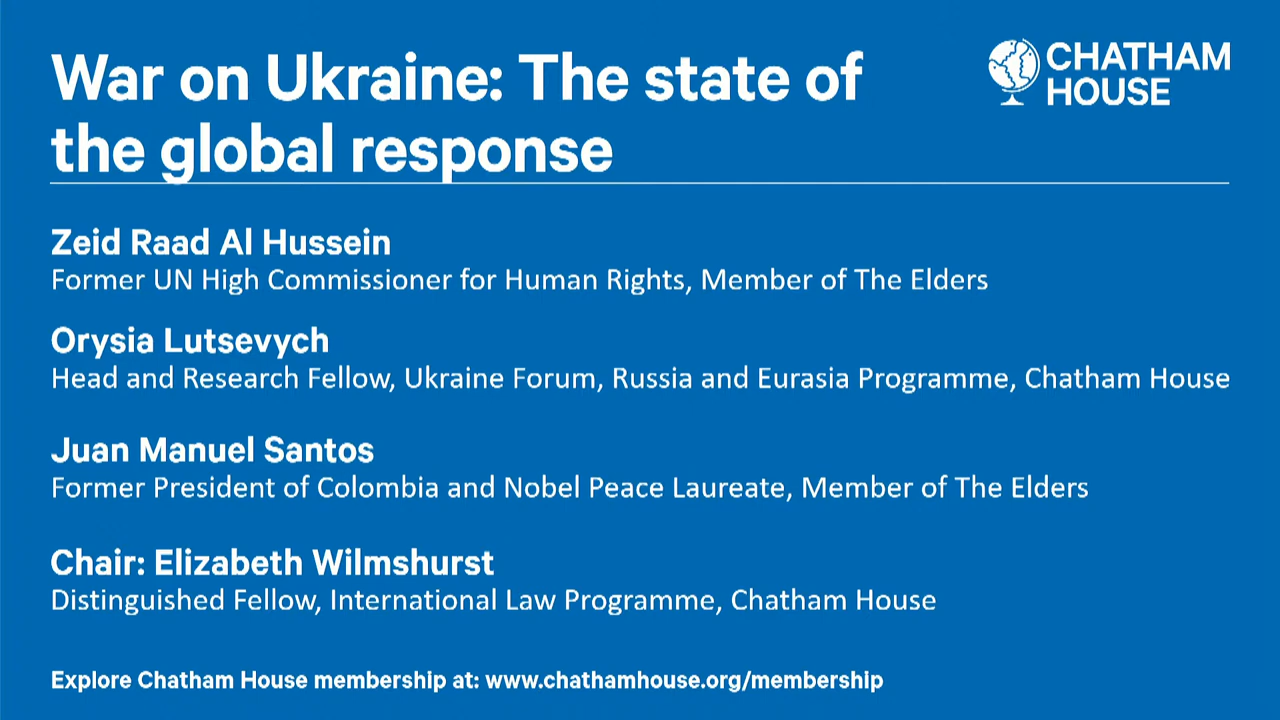 War on Ukraine: The state of
the global response
CHATHAM
HOUSE
Zeid Raad Al Hussein
Former UN High Commissioner for Human Rights, Member of The Elders
Orysia Lutsevych
Head and Research Fellow, Ukraine Forum, Russia and Eurasia Programme, Chatham House
Juan Manuel Santos
Former President of Colombia and Nobel Peace Laureate, Member of The Elders
Chair: Elizabeth Wilmshurst
Distinguished Fellow, International Law Programme, Chatham House
Explore Chatham House membership at: www.chathamhouse.org/membership